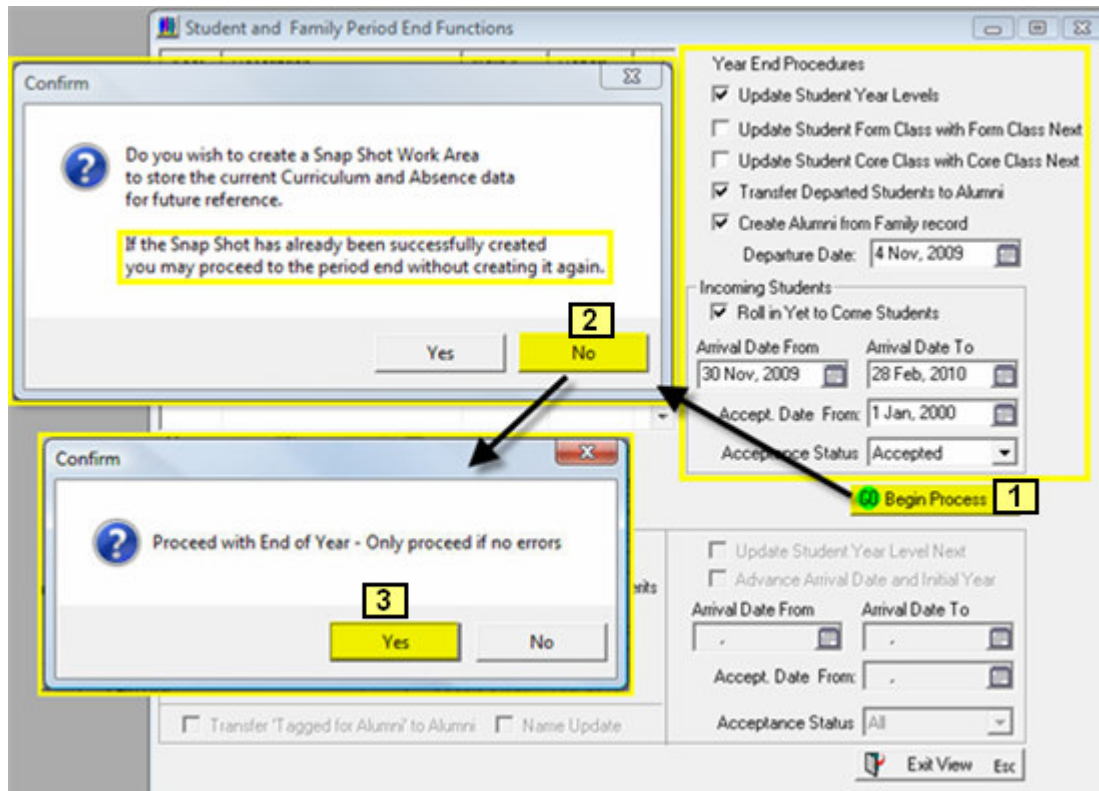 Student and Family Period End Functions
Confirm
Do you wish to create a Snap Shot Work Area
to store the current Curriculum and Absence data
for future reference.
If the Snap Shot has already been successfully created
you may proceed to the period end without creating it again.
2
Yes
No
Year End Procedures
Update Student Year Levels
Update Student Form Class with Form Class Next
Update Student Core Class with Core Class Next
Transfer Departed Students to Alumni
Create Alumni from Family record
Departure Date: 4 Nov, 2009
Incoming Students
Roll in Yet to Come Students
Arrival Date From Arrival Date To
30 Nov, 2009 28 Feb, 2010
Accept. Date From: 1 Jan, 2000
Acceptance Status Accepted
GO Begin Process 1
Confirm
Proceed with End of Year - Only proceed if no errors
3
Yes No
Update Student Year Level Next
Advance Arrival Date and Initial Year
Arrival Date From Arrival Date To
, ,
Accept. Date From: ,
Acceptance Status All
Transfer 'Tagged for Alumni' to Alumni Name Update
Exit View Esc